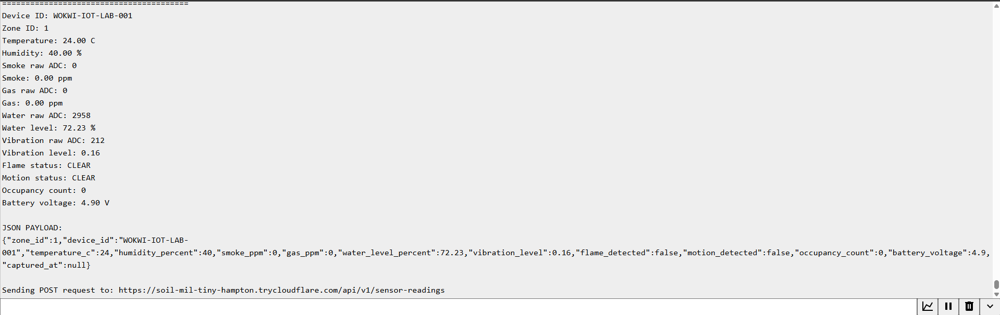 ========================================
Device ID: WOKWI-IOT-LAB-001
Zone ID: 1
Temperature: 24.00 C
Humidity: 40.00 %
Smoke raw ADC: 0
Smoke: 0.00 ppm
Gas raw ADC: 0
Gas: 0.00 ppm
Water raw ADC: 2958
Water level: 72.23 %
Vibration raw ADC: 212
Vibration level: 0.16
Flame status: CLEAR
Motion status: CLEAR
Occupancy count: 0
Battery voltage: 4.90 V
JSON PAYLOAD:
{"zone_id":1,"device_id":"WOKWI-IOT-LAB-
001","temperature_c":24,"humidity_percent":40,"smoke_ppm":0,"gas_ppm":0,"water_level_percent":72.23,"vibration_level":0.16,"flame_detected":false,"motion_detected":false,"occupancy_count":0,"battery_voltage":4.9,
"captured_at":null}
Sending POST request to: https://soil-mil-tiny-hampton.trycloudflare.com/api/v1/sensor-readings